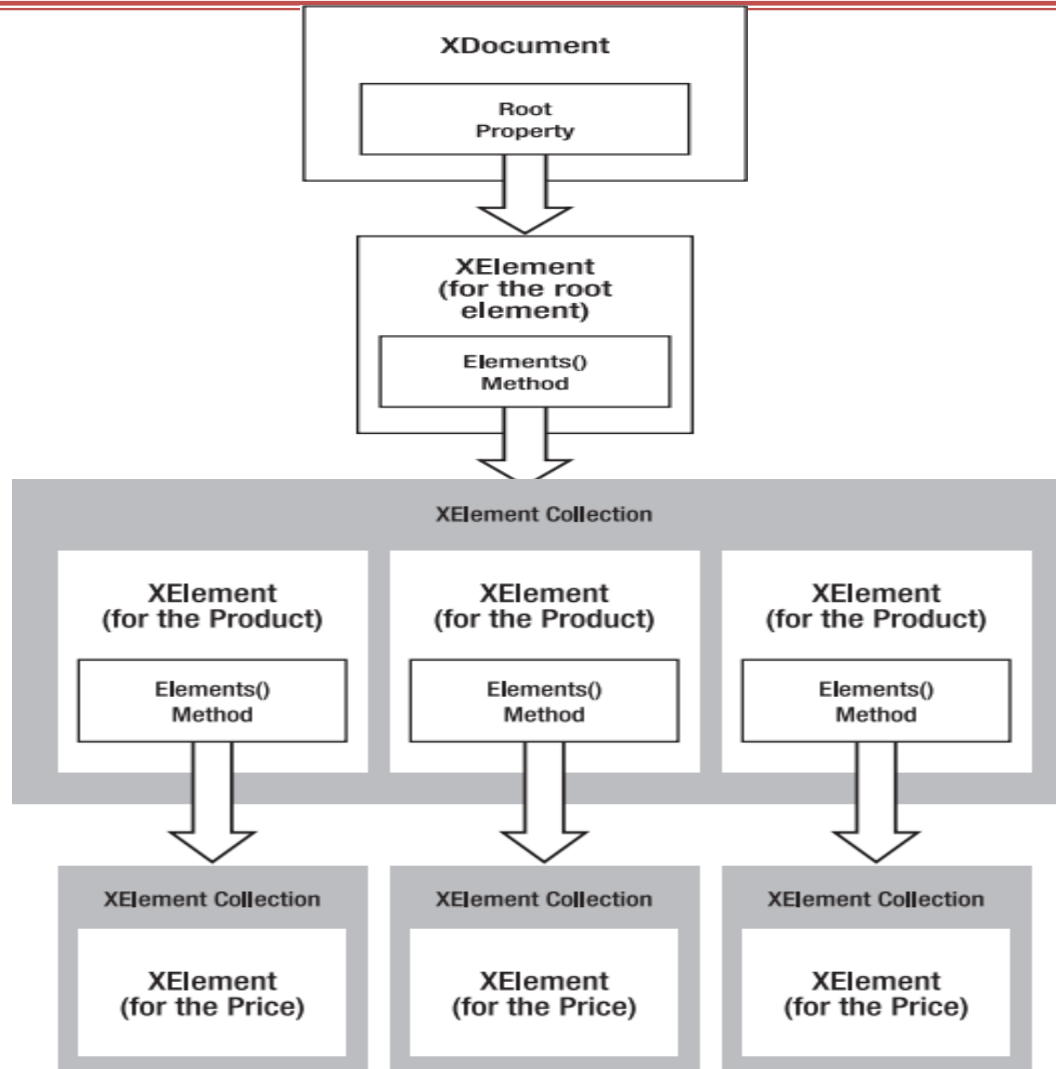 XDocument
Root
Property
XElement
(for the root
element)
Elements()
Method
XElement Collection
XElement
(for the Product)
Elements()
Method
XElement
(for the Product)
Elements()
Method
XElement
(for the Product)
Elements()
Method
XElement Collection
XElement
(for the Price)
XElement Collection
XElement
(for the Price)
XElement Collection
XElement
(for the Price)